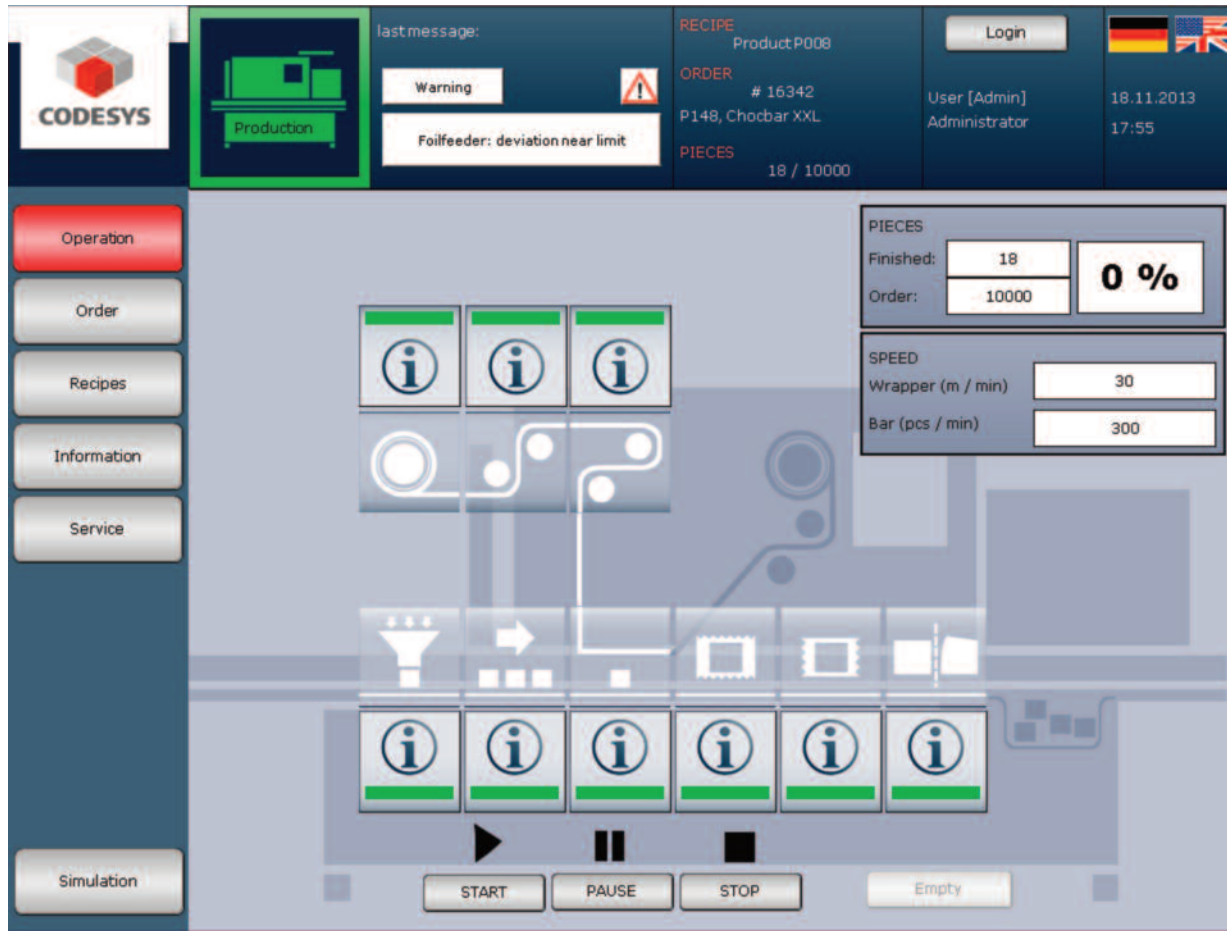 CODESYS
Production
last message:
Warning
Foilfeeder: deviation near limit
RECIPE
Product P008
ORDER
# 16342
P148, Chocbar XXL
PIECES
18 / 10000
Login
User [Admin]
Administrator
18.11.2013
17:55
Operation
Order
Recipes
Information
Service
Simulation
PIECES
Finished: 18
0 %
Order: 10000
SPEED
Wrapper (m / min) 30
Bar (pcs / min) 300
START
PAUSE
STOP
Empty